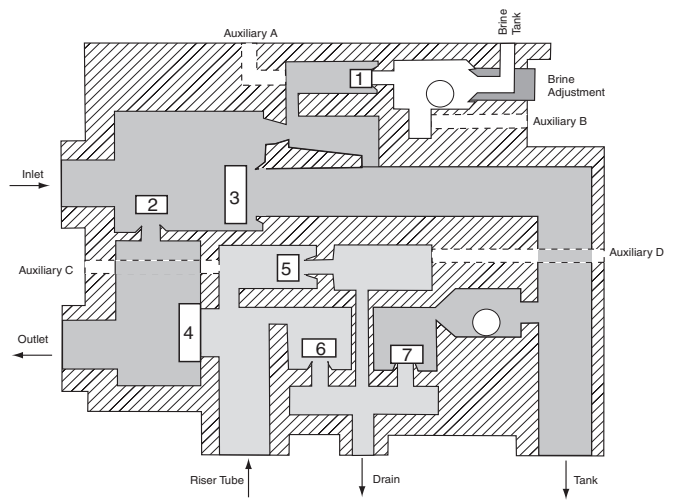 Brine
Tank
Auxiliary A
1
Brine
Adjustment
Auxiliary B
Inlet
2
3
Auxiliary C
5
Auxiliary D
Outlet
4
6
7
Riser Tube
Drain
Tank